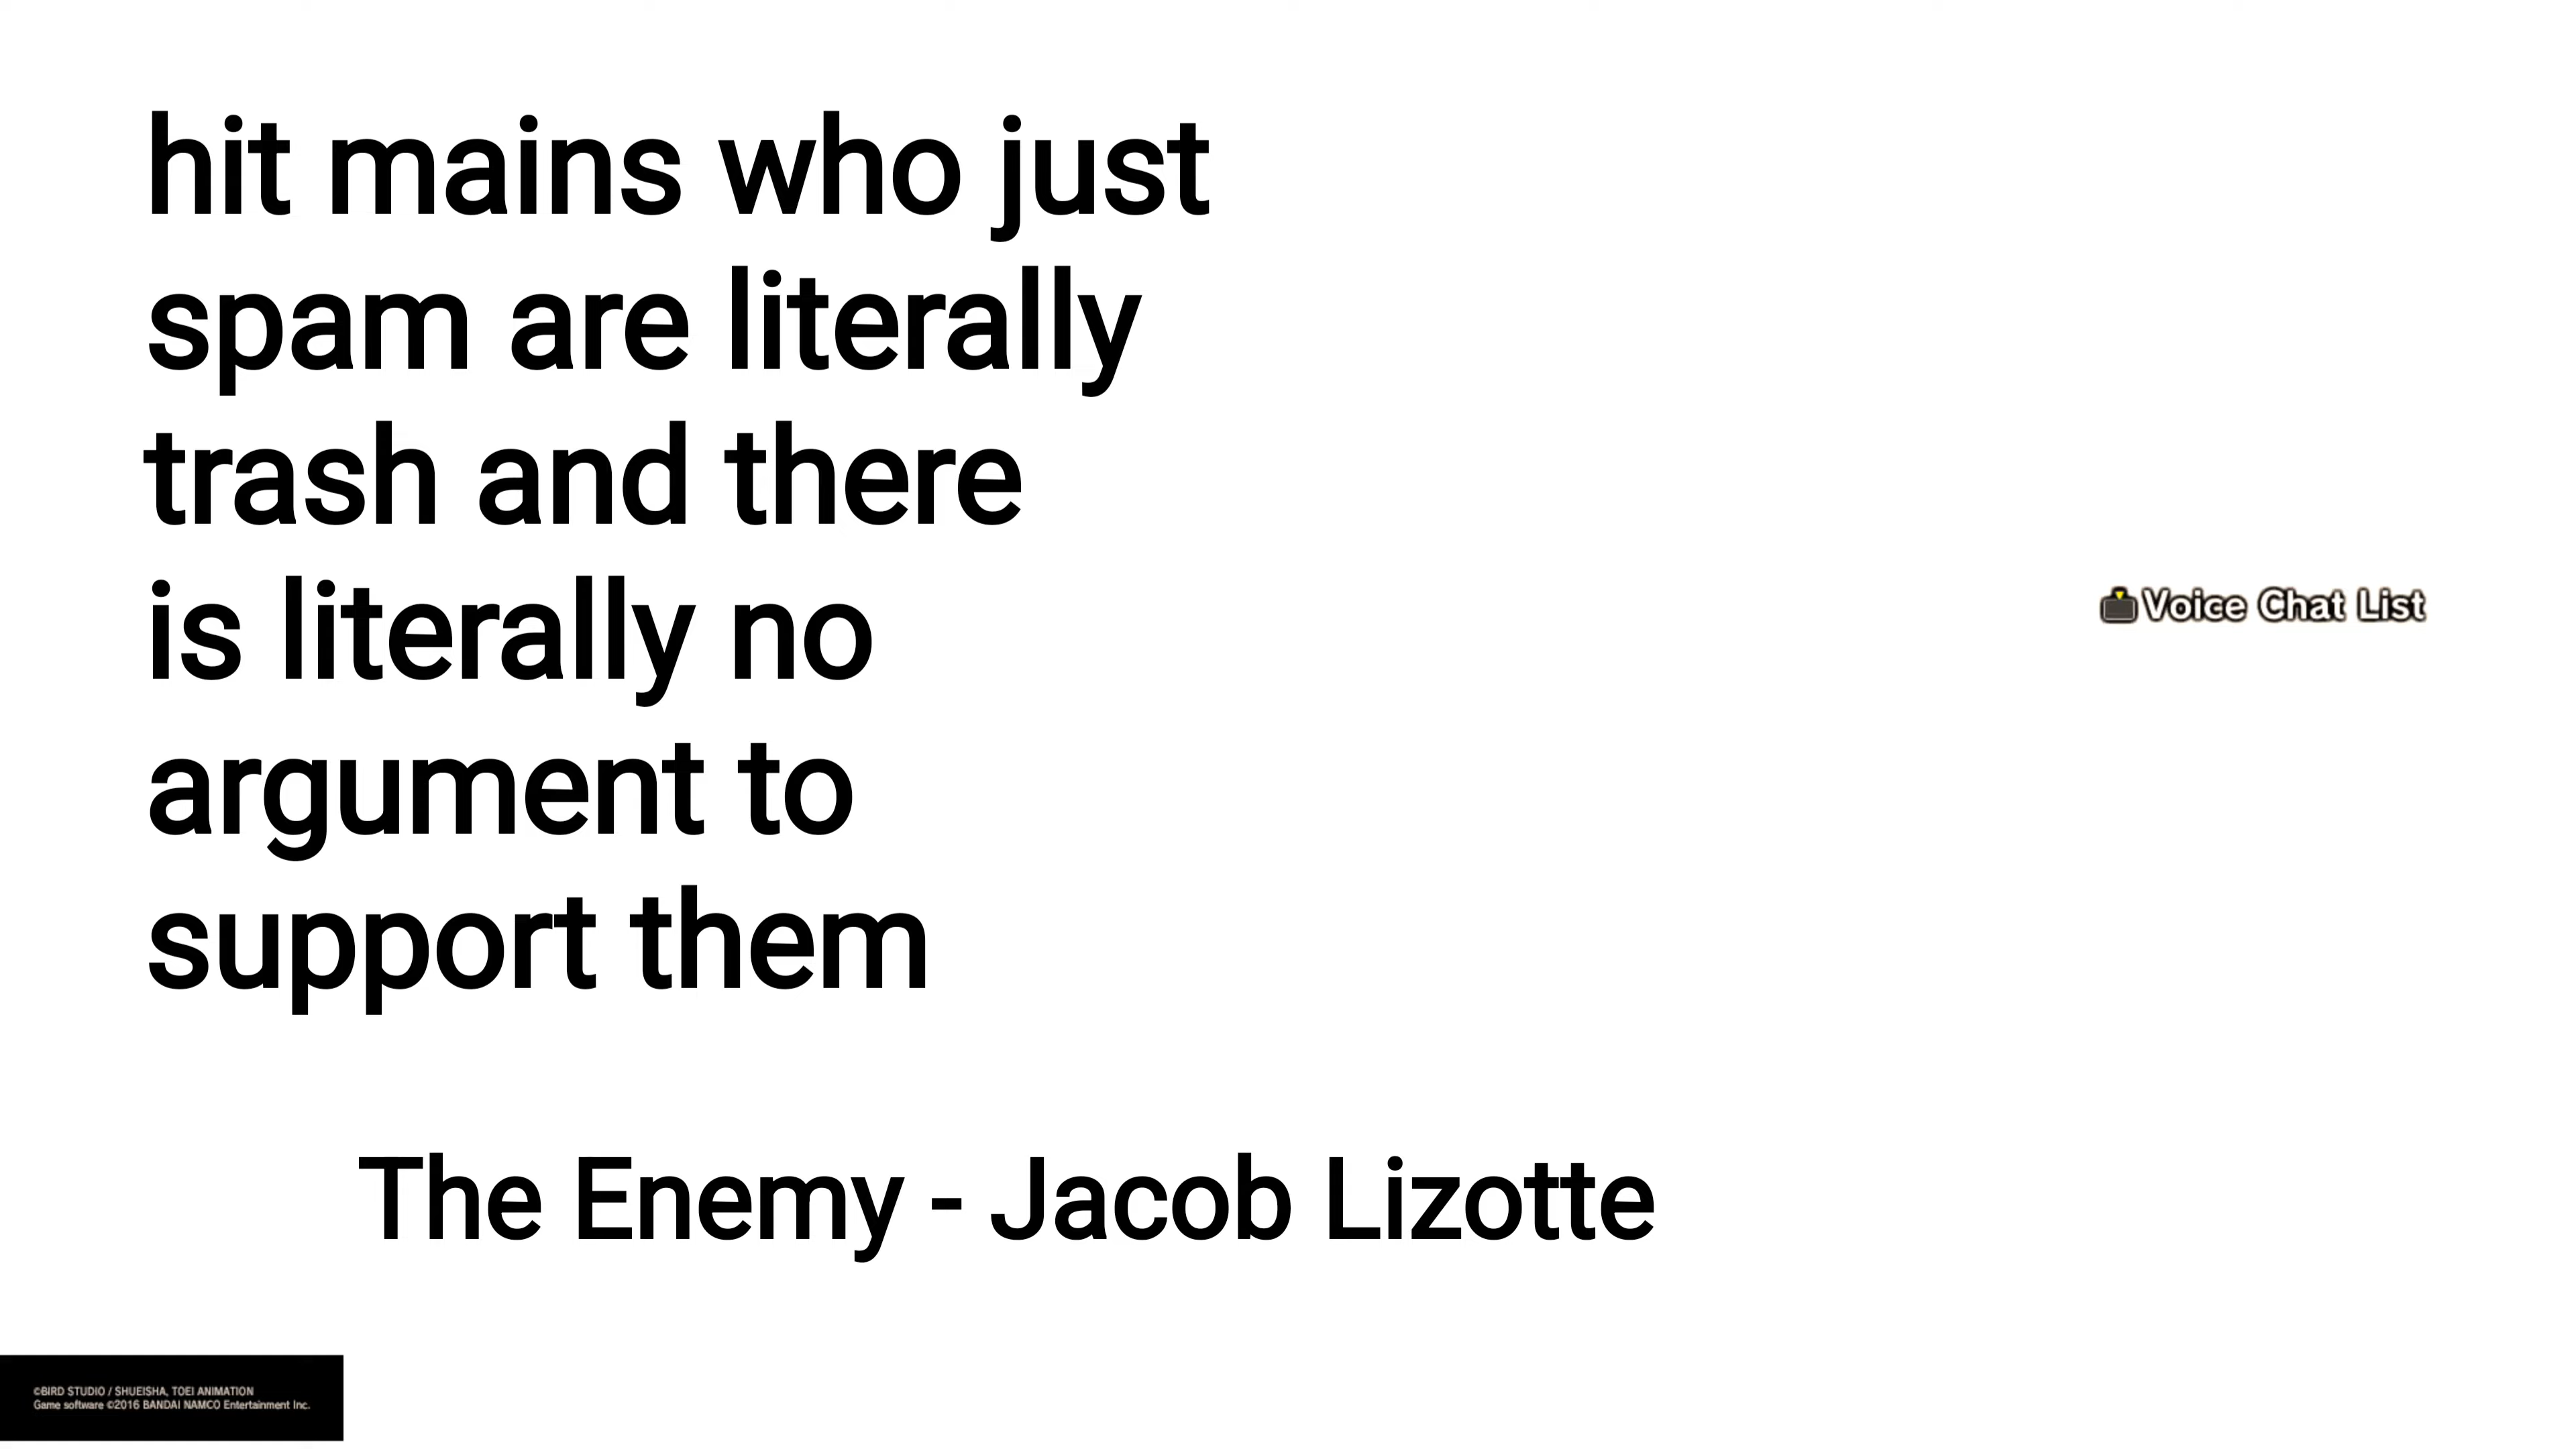 hit mains who just
spam are literally
trash and there
is literally no
argument to
support them
Voice Chat List
The Enemy - Jacob Lizotte
©BIRD STUDIO / SHUEISHA, TOEI ANIMATION
Game software ©2016 BANDAI NAMCO Entertainment Inc.